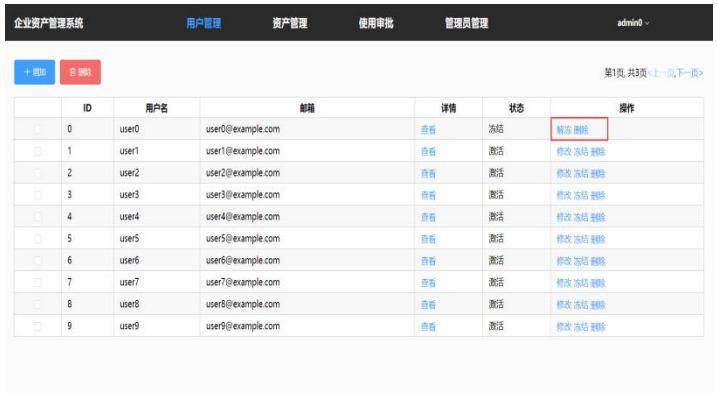 企业资产管理系统 用户管理 资产管理 使用审批 管理员管理 admin0
+ 增加 删除 第1页, 共3页<上一页,下一页>
ID 用户名 邮箱 详情 状态 操作
0 user0 user0@example.com 查看 冻结 解冻 删除
1 user1 user1@example.com 查看 激活 修改 冻结 删除
2 user2 user2@example.com 查看 激活 修改 冻结 删除
3 user3 user3@example.com 查看 激活 修改 冻结 删除
4 user4 user4@example.com 查看 激活 修改 冻结 删除
5 user5 user5@example.com 查看 激活 修改 冻结 删除
6 user6 user6@example.com 查看 激活 修改 冻结 删除
7 user7 user7@example.com 查看 激活 修改 冻结 删除
8 user8 user8@example.com 查看 激活 修改 冻结 删除
9 user9 user9@example.com 查看 激活 修改 冻结 删除